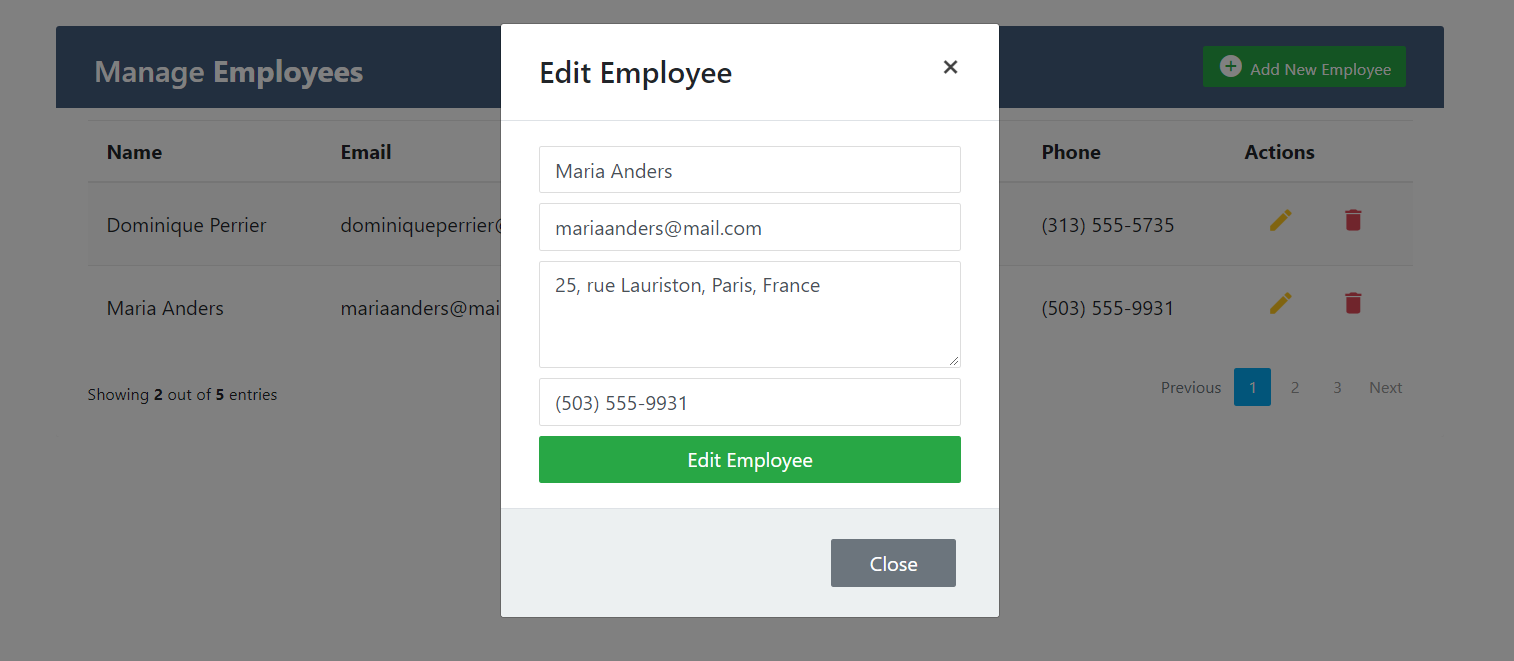 Manage Employees
Add New Employee
Name Email Phone Actions
Dominique Perrier dominiqueperrier@ (313) 555-5735
Maria Anders mariaanders@mai (503) 555-9931
Showing 2 out of 5 entries
Previous 1 2 3 Next
Edit Employee ×
Maria Anders
mariaanders@mail.com
25, rue Lauriston, Paris, France
(503) 555-9931
Edit Employee
Close